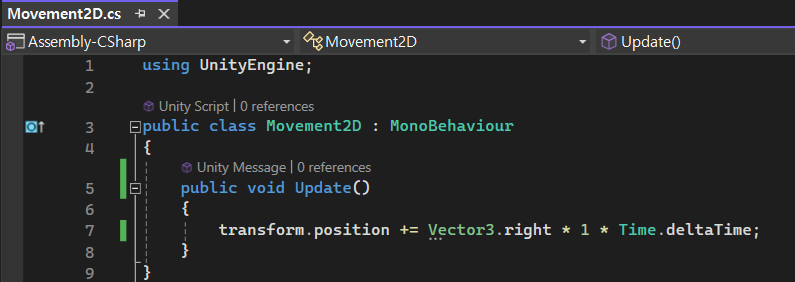 Movement2D.cs
Assembly-CSharp Movement2D Update()
1 using UnityEngine;
2
Unity Script | 0 references
3 public class Movement2D : MonoBehaviour
4 {
Unity Message | 0 references
5 public void Update()
6 {
7 transform.position += Vector3.right * 1 * Time.deltaTime;
8 }
9 }